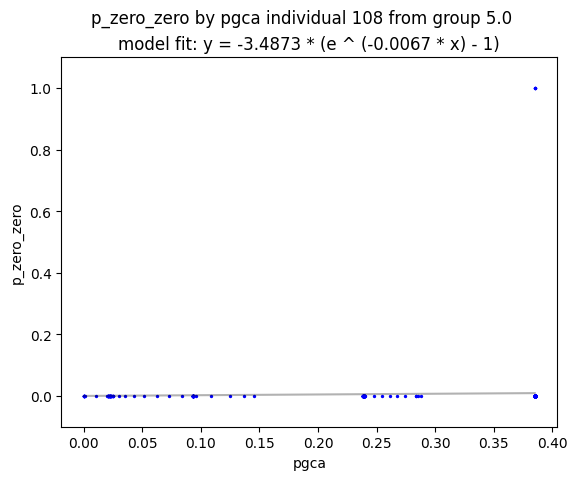 p_zero_zero by pgca individual 108 from group 5.0
model fit: y = -3.4873 * (e ^ (-0.0067 * x) - 1)
1.0
0.8
0.6
0.4
0.2
0.0
p_zero_zero
0.00 0.05 0.10 0.15 0.20 0.25 0.30 0.35 0.40
pgca